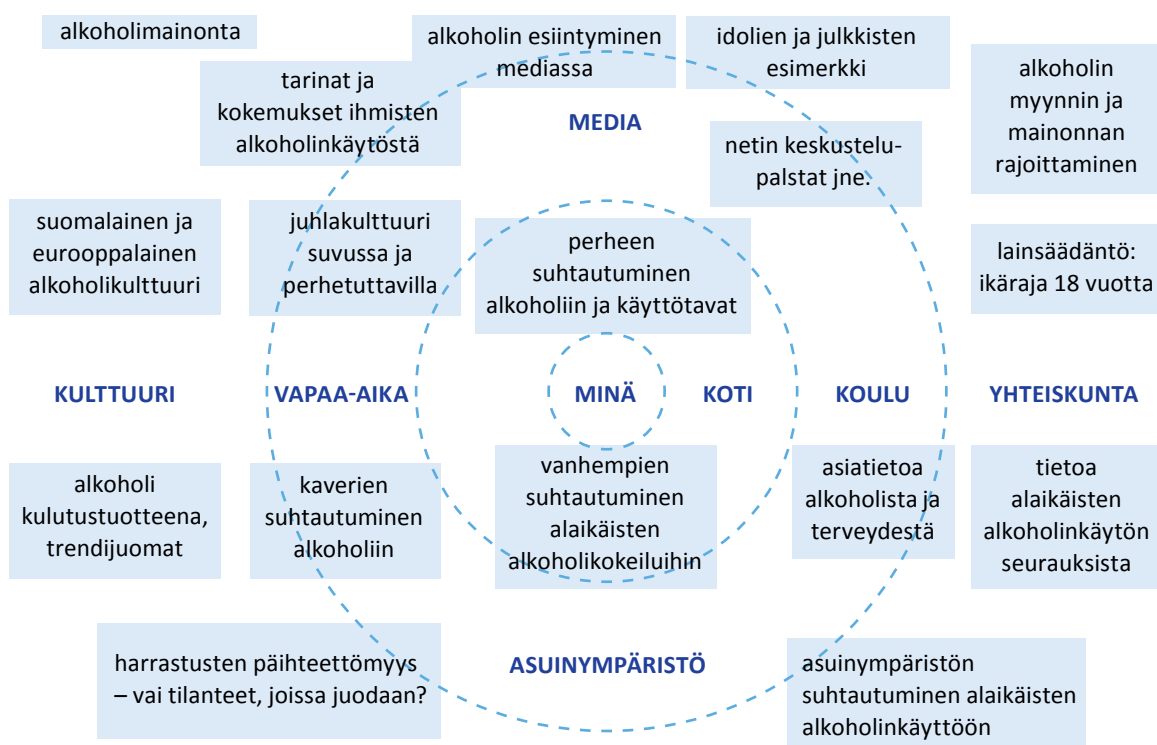 alkoholimainonta
alkoholin esiintyminen
mediassa
idolien ja julkkisten
esimerkki
alkoholin
myynnin ja
mainonnan
rajoittaminen
tarinat ja
kokemukset ihmisten
alkoholinkäytöstä
MEDIA
netin keskustelu-
palstat jne.
suomalainen ja
eurooppalainen
alkoholikulttuuri
juhlakulttuuri
suvussa ja
perhetuttavilla
perheen
suhtautuminen
alkoholiin ja käyttötavat
lainsäädäntö:
ikäraja 18 vuotta
KULTTUURI
VAPAA-AIKA
MINÄ
KOTI
KOULU
YHTEISKUNTA
alkoholi
kulutustuotteena,
trendijuomat
kaverien
suhtautuminen
alkoholiin
vanhempien
suhtautuminen
alaikäisten
alkoholikokeiluihin
asiatietoa
alkoholista ja
terveydestä
tietoa
alaikäisten
alkoholinkäytön
seurauksista
harrastusten päihteettömyys
– vai tilanteet, joissa juodaan?
ASUINYMPÄRISTÖ
asuinympäristön
suhtautuminen alaikäisten
alkoholinkäyttöön